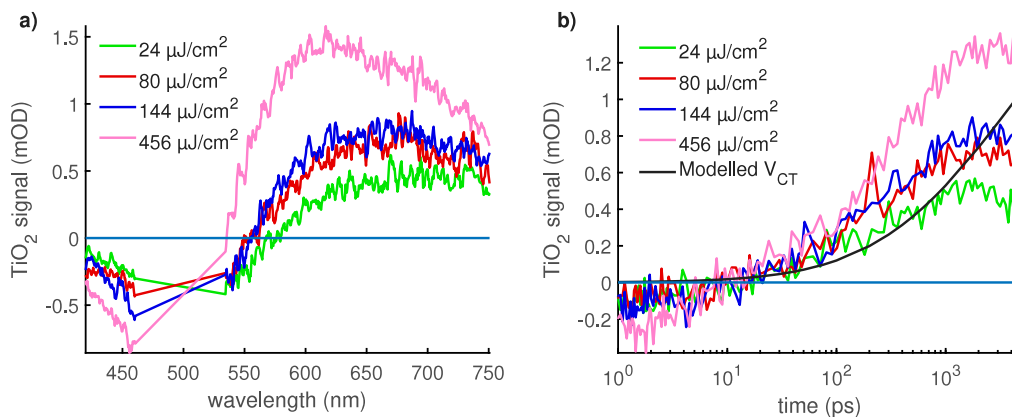 a)
TiO2 signal (mOD)
1.5
1
0.5
0
-0.5
24 µJ/cm2
80 µJ/cm2
144 µJ/cm2
456 µJ/cm2
450 500 550 600 650 700 750
wavelength (nm)
b)
TiO2 signal (mOD)
1.2
1
0.8
0.6
0.4
0.2
0
-0.2
24 µJ/cm2
80 µJ/cm2
144 µJ/cm2
456 µJ/cm2
Modelled VCT
10^0 10^1 10^2 10^3
time (ps)